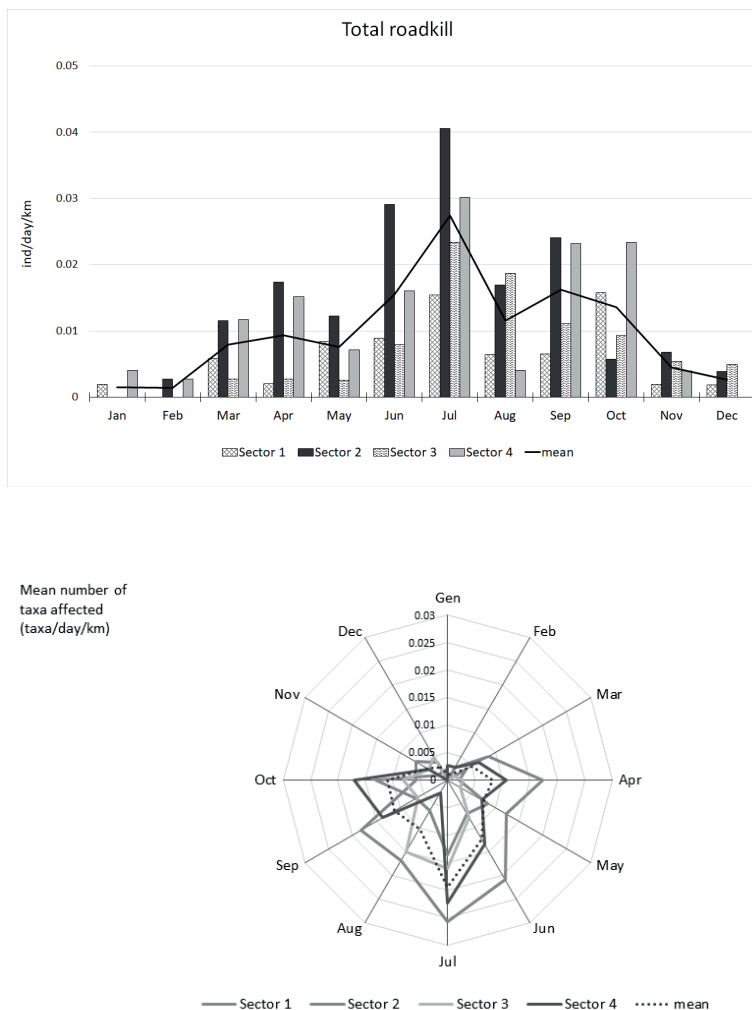 Total roadkill
0.05
0.04
0.03
0.02
0.01
0
ind/day/km
Jan Feb Mar Apr May Jun Jul Aug Sep Oct Nov Dec
Sector 1 Sector 2 Sector 3 Sector 4 mean
Mean number of
taxa affected
(taxa/day/km)
Gen
0.03
0.025
0.02
0.015
0.01
0.005
0
Feb
Mar
Apr
May
Jun
Jul
Aug
Sep
Oct
Nov
Dec
Sector 1 Sector 2 Sector 3 Sector 4 mean